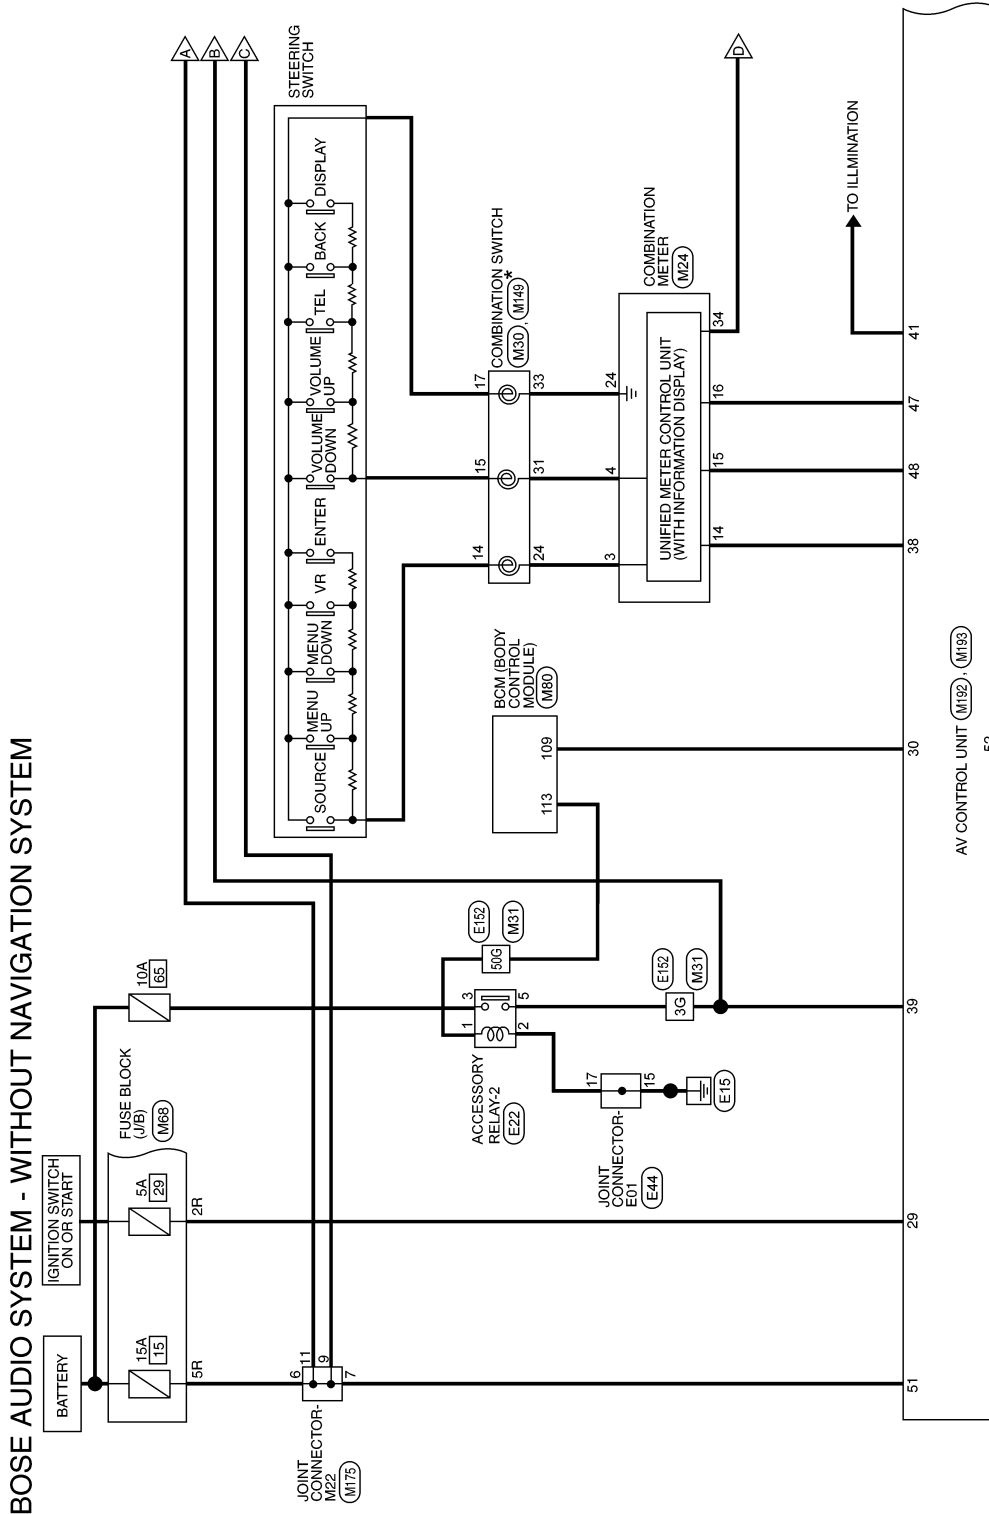 BOSE AUDIO SYSTEM - WITHOUT NAVIGATION SYSTEM
BATTERY
IGNITION SWITCH
ON OR START
15A
15
5A
29
FUSE BLOCK
(J/B)
M68
10A
65
5R
2R
A
B
C
STEERING
SWITCH
SOURCE
MENU
UP
MENU
DOWN
VR
ENTER
VOLUME
DOWN
VOLUME
UP
TEL
BACK
DISPLAY
JOINT
CONNECTOR-
M22
M175
6
11
9
7
ACCESSORY
RELAY-2
E22
1
3
2
5
50G
E152
M31
JOINT
CONNECTOR-
E01
E44
17
15
E15
3G
E152
M31
BCM (BODY
CONTROL
MODULE)
M80
113
109
COMBINATION SWITCH
M30 , M149 *
14
15
17
24
31
33
COMBINATION
METER
M24
3
4
24
UNIFIED METER CONTROL UNIT
(WITH INFORMATION DISPLAY)
14
15
16
34
D
TO ILLMINATION
51
29
39
30
38
48
47
41
AV CONTROL UNIT M192 , M193